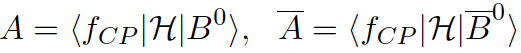 A = ⟨f_{CP}|ℋ|B^0⟩, \overline{A} = ⟨f_{CP}|ℋ|\overline{B}^0⟩